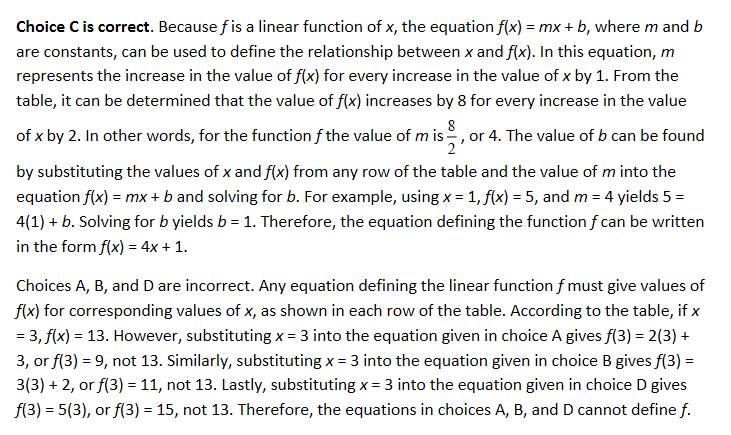 Choice C is correct. Because f is a linear function of x, the equation f(x) = mx + b, where m and b
are constants, can be used to define the relationship between x and f(x). In this equation, m
represents the increase in the value of f(x) for every increase in the value of x by 1. From the
table, it can be determined that the value of f(x) increases by 8 for every increase in the value
of x by 2. In other words, for the function f the value of m is 8/2, or 4. The value of b can be found
by substituting the values of x and f(x) from any row of the table and the value of m into the
equation f(x) = mx + b and solving for b. For example, using x = 1, f(x) = 5, and m = 4 yields 5 =
4(1) + b. Solving for b yields b = 1. Therefore, the equation defining the function f can be written
in the form f(x) = 4x + 1.
Choices A, B, and D are incorrect. Any equation defining the linear function f must give values of
f(x) for corresponding values of x, as shown in each row of the table. According to the table, if x
= 3, f(x) = 13. However, substituting x = 3 into the equation given in choice A gives f(3) = 2(3) +
3, or f(3) = 9, not 13. Similarly, substituting x = 3 into the equation given in choice B gives f(3) =
3(3) + 2, or f(3) = 11, not 13. Lastly, substituting x = 3 into the equation given in choice D gives
f(3) = 5(3), or f(3) = 15, not 13. Therefore, the equations in choices A, B, and D cannot define f.